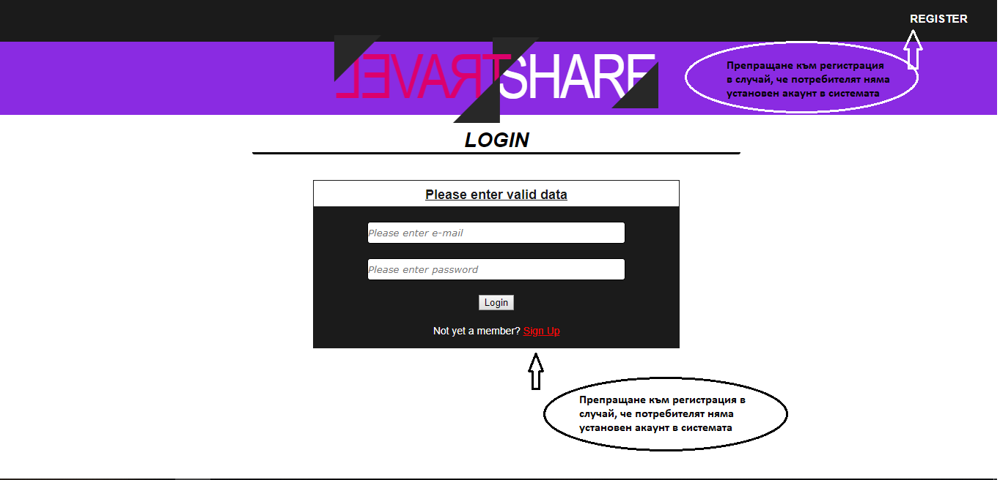 REGISTER
TRAVELSHARE
Препращане към регистрация
в случай, че потребителят няма
установен акаунт в системата
LOGIN
Please enter valid data
Please enter e-mail
Please enter password
Login
Not yet a member? Sign Up
Препращане към регистрация в
случай, че потребителят няма
установен акаунт в системата